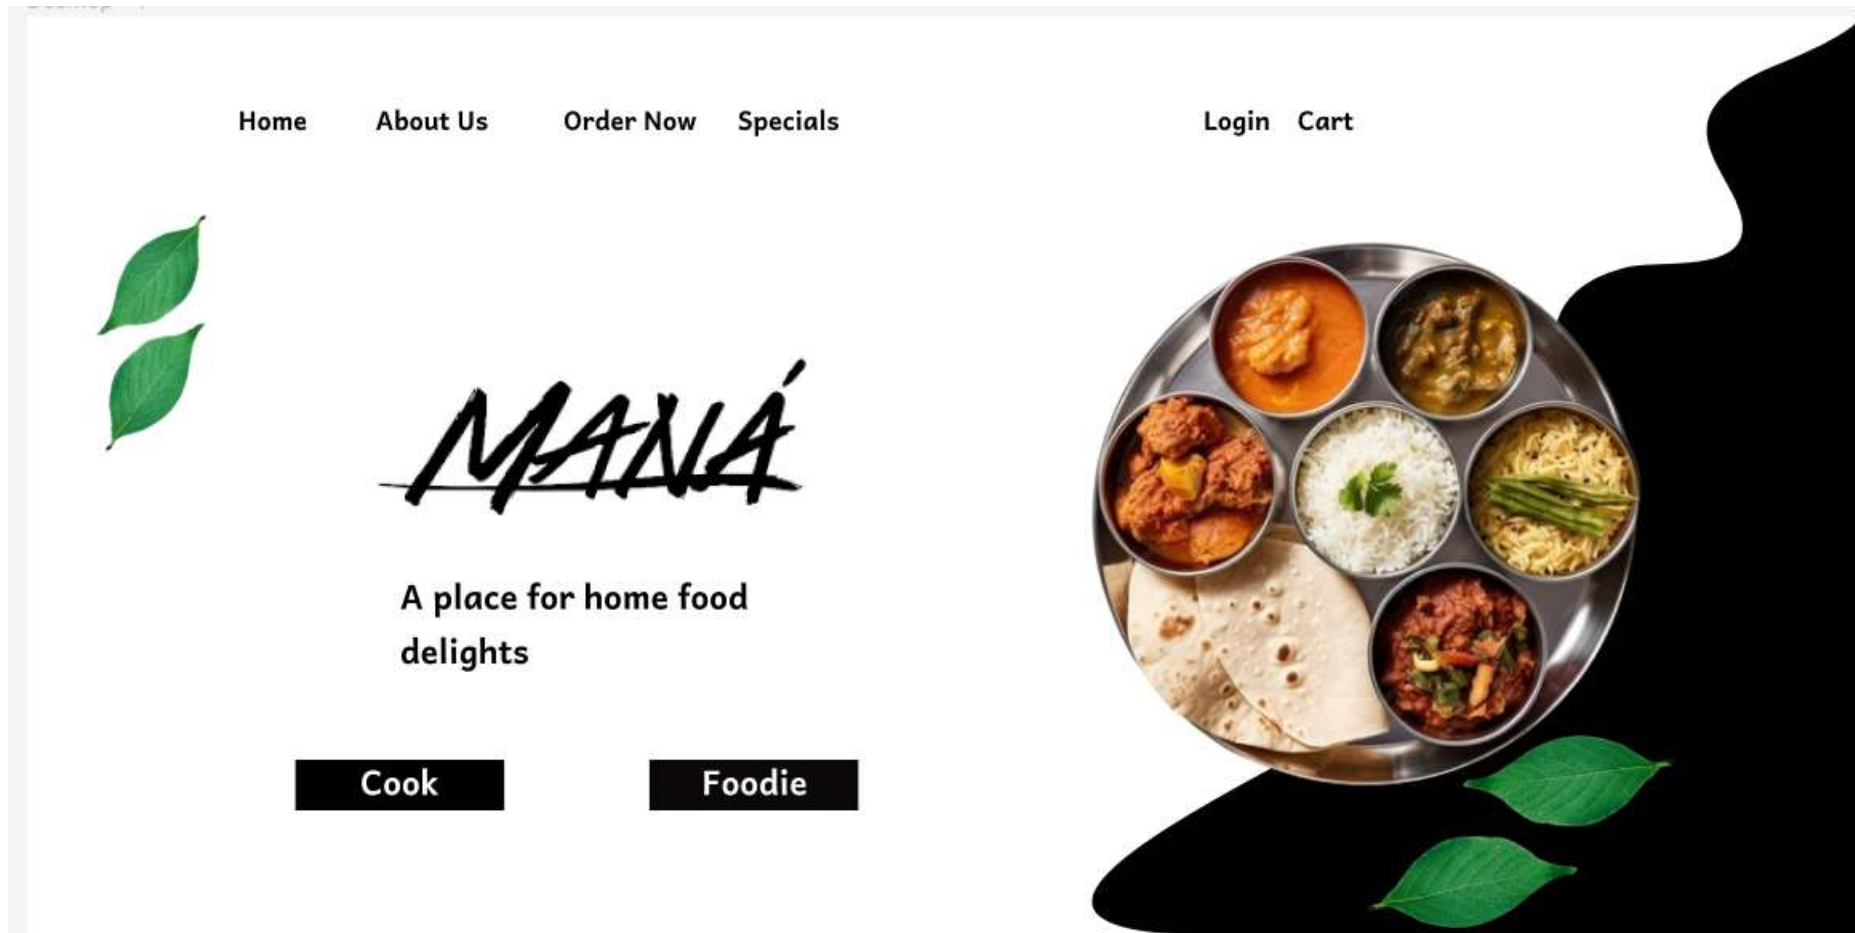 Home About Us Order Now Specials Login Cart
MANÁ
A place for home food
delights
Cook Foodie